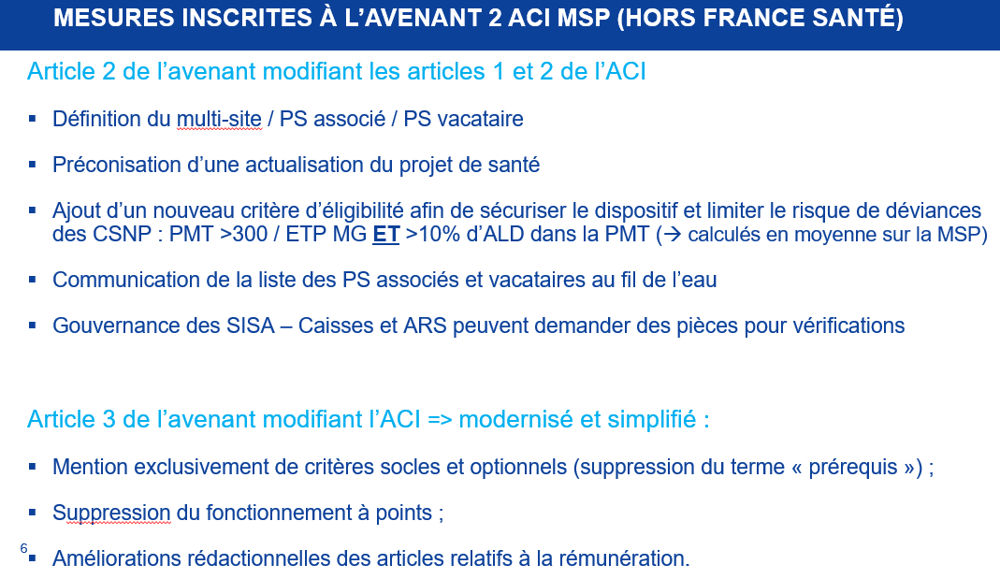 MESURES INSCRITES À L’AVENANT 2 ACI MSP (HORS FRANCE SANTÉ)
Article 2 de l’avenant modifiant les articles 1 et 2 de l’ACI
▪ Définition du multi-site / PS associé / PS vacataire
▪ Préconisation d’une actualisation du projet de santé
▪ Ajout d’un nouveau critère d’éligibilité afin de sécuriser le dispositif et limiter le risque de déviances
des CSNP : PMT >300 / ETP MG ET >10% d’ALD dans la PMT (→ calculés en moyenne sur la MSP)
▪ Communication de la liste des PS associés et vacataires au fil de l’eau
▪ Gouvernance des SISA – Caisses et ARS peuvent demander des pièces pour vérifications
Article 3 de l’avenant modifiant l’ACI => modernisé et simplifié :
▪ Mention exclusivement de critères socles et optionnels (suppression du terme « prérequis ») ;
▪ Suppression du fonctionnement à points ;
6
▪ Améliorations rédactionnelles des articles relatifs à la rémunération.